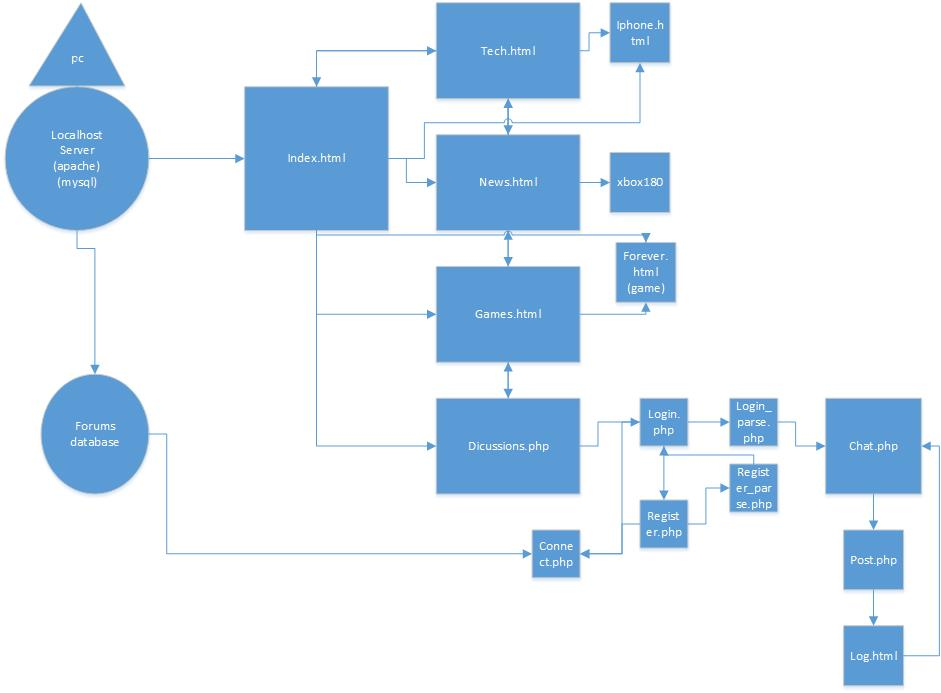 pc
Localhost
Server
(apache)
(mysql)
Index.html
Tech.html
Iphone.h
tml
News.html
xbox180
Forever.
html
(game)
Games.html
Forums
database
Dicussions.php
Login.
php
Login_
parse.
php
Chat.php
Regist
er_par
se.php
Regist
er.php
Conne
ct.php
Post.php
Log.html